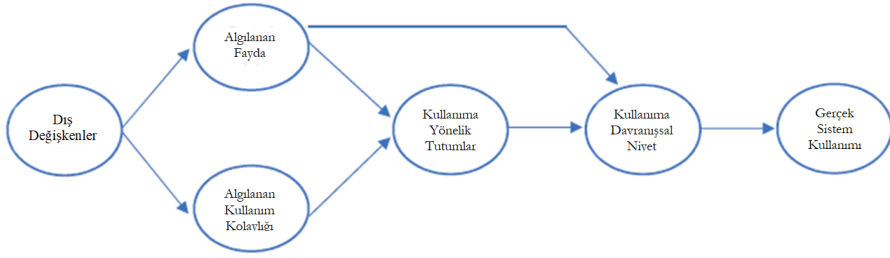 Algılanan
Fayda
Dış
Değişkenler
Kullanıma
Yönelik
Tutumlar
Kullanıma
Davranışsal
Niyet
Gerçek
Sistem
Kullanımı
Algılanan
Kullanım
Kolaylığı